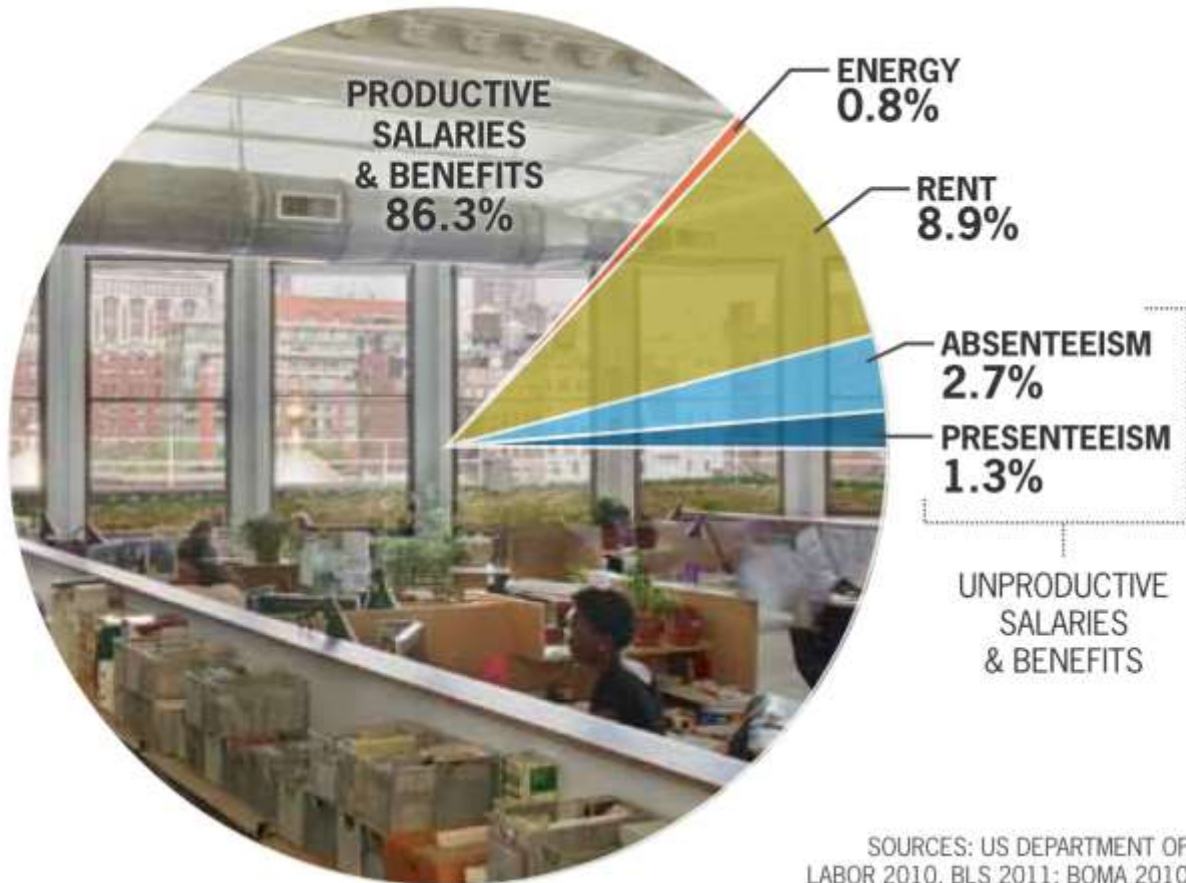 PRODUCTIVE
SALARIES
& BENEFITS
86.3%
ENERGY
0.8%
RENT
8.9%
ABSENTEEISM
2.7%
PRESENTEEISM
1.3%
UNPRODUCTIVE
SALARIES
& BENEFITS
SOURCES: US DEPARTMENT OF
LABOR 2010, BLS 2011; BOMA 2010